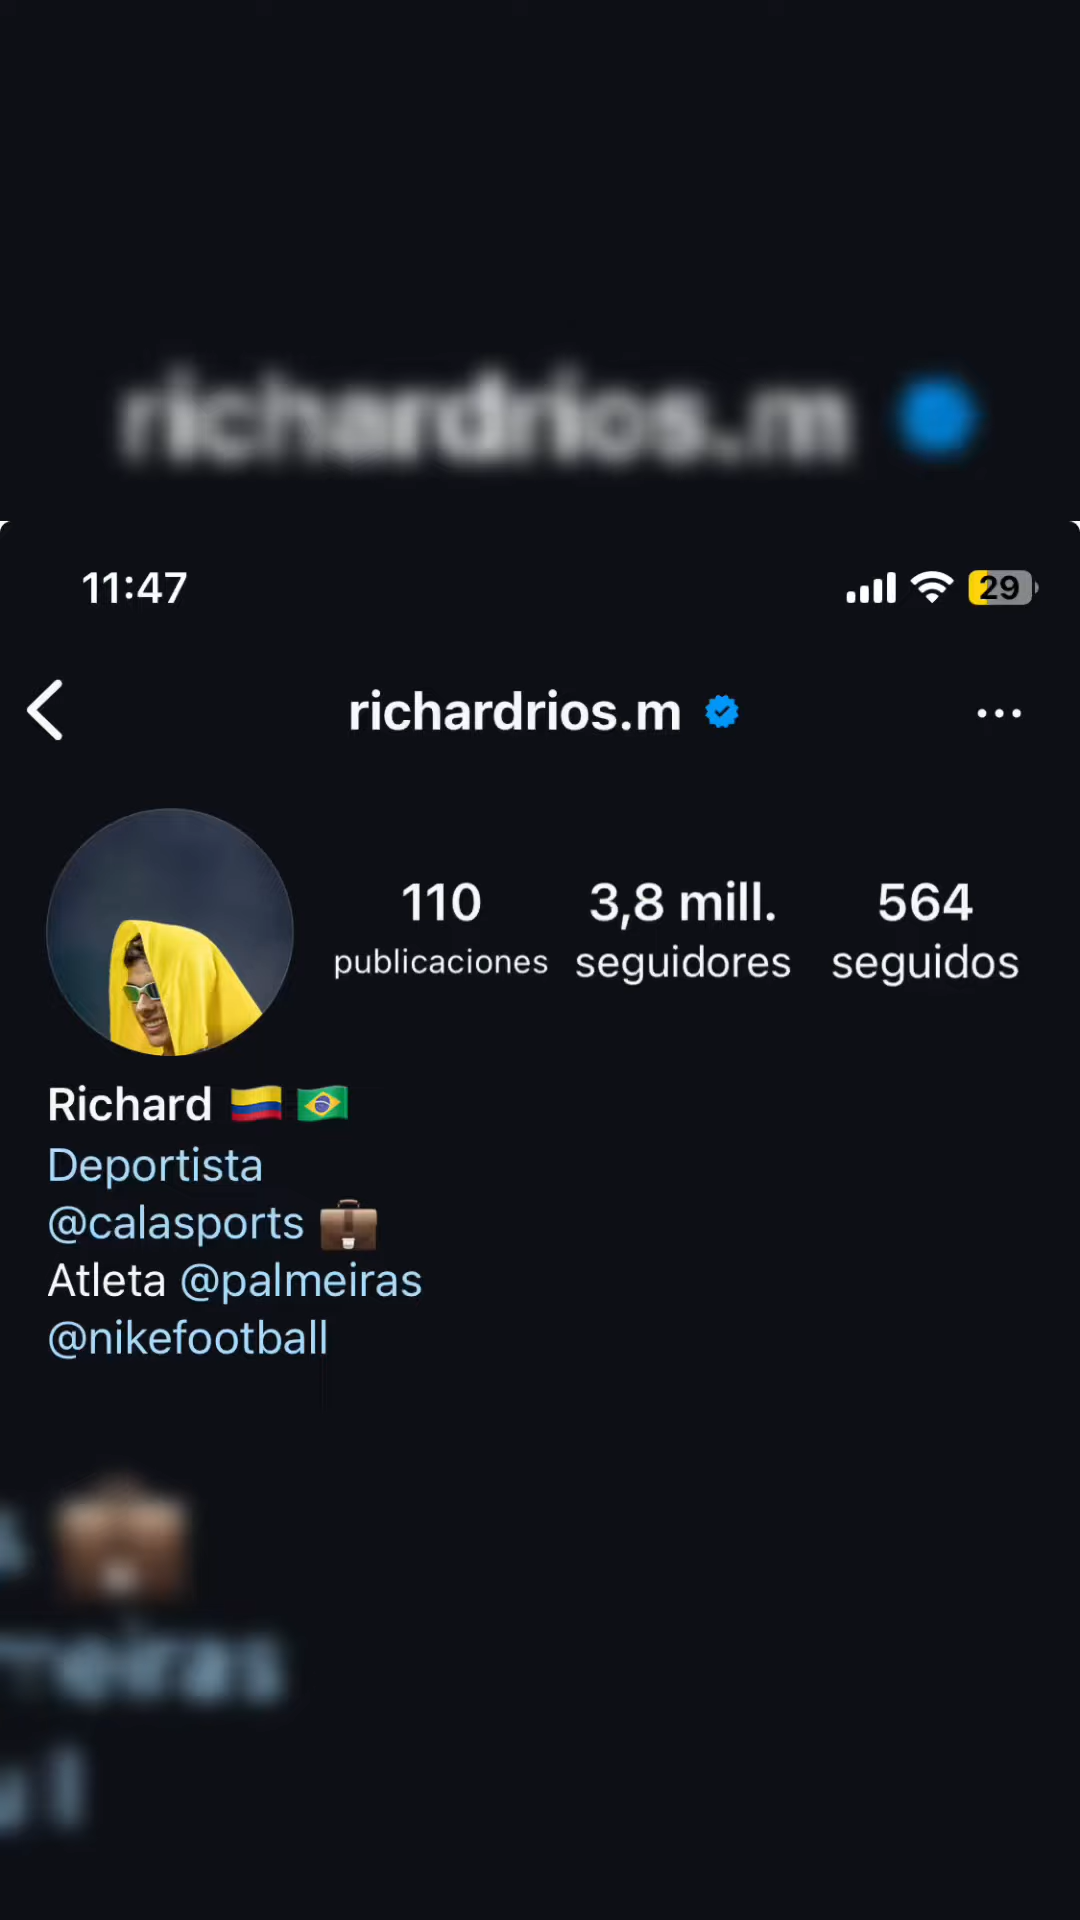 richardrios.m
11:47
29
richardrios.m
110
publicaciones
3,8 mill.
seguidores
564
seguidos
Richard 🇨🇴 🇧🇷
Deportista
@calasports 💼
Atleta @palmeiras
@nikefootball